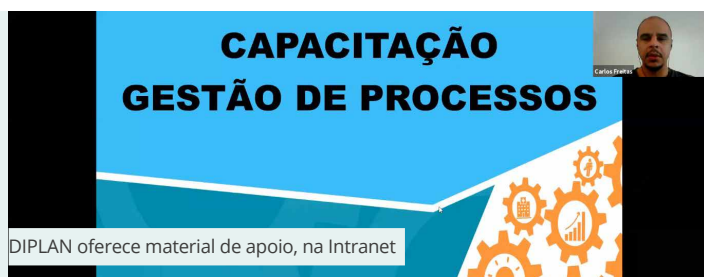 CAPACITAÇÃO
GESTÃO DE PROCESSOS
Carlos Freitas
DIPLAN oferece material de apoio, na Intranet